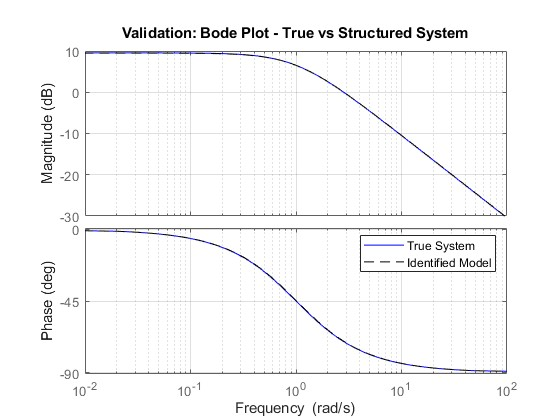 Validation: Bode Plot - True vs Structured System
Magnitude (dB)
10
0
-10
-20
-30
Phase (deg)
0
-45
-90
True System
Identified Model
10^-2
10^-1
10^0
10^1
10^2
Frequency (rad/s)